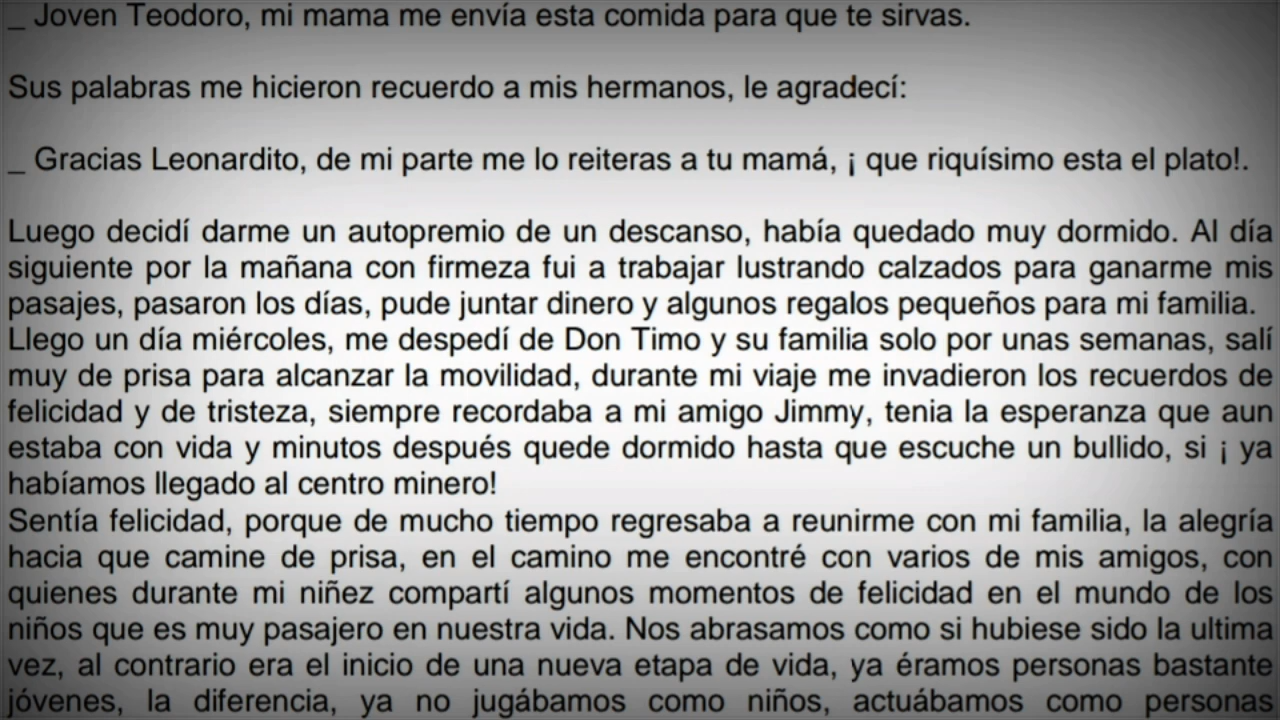 _ Joven Teodoro, mi mama me envía esta comida para que te sirvas.
Sus palabras me hicieron recuerdo a mis hermanos, le agradecí:
_ Gracias Leonardito, de mi parte me lo reiteras a tu mamá, ¡ que riquísimo esta el plato!.
Luego decidí darme un autopremio de un descanso, había quedado muy dormido. Al día
siguiente por la mañana con firmeza fui a trabajar lustrando calzados para ganarme mis
pasajes, pasaron los días, pude juntar dinero y algunos regalos pequeños para mi familia.
Llego un día miércoles, me despedí de Don Timo y su familia solo por unas semanas, salí
muy de prisa para alcanzar la movilidad, durante mi viaje me invadieron los recuerdos de
felicidad y de tristeza, siempre recordaba a mi amigo Jimmy, tenia la esperanza que aun
estaba con vida y minutos después quede dormido hasta que escuche un bullido, si ¡ ya
habíamos llegado al centro minero!
Sentía felicidad, porque de mucho tiempo regresaba a reunirme con mi familia, la alegría
hacia que camine de prisa, en el camino me encontré con varios de mis amigos, con
quienes durante mi niñez compartí algunos momentos de felicidad en el mundo de los
niños que es muy pasajero en nuestra vida. Nos abrasamos como si hubiese sido la ultima
vez, al contrario era el inicio de una nueva etapa de vida, ya éramos personas bastante
jóvenes, la diferencia, ya no jugábamos como niños, actuábamos como personas